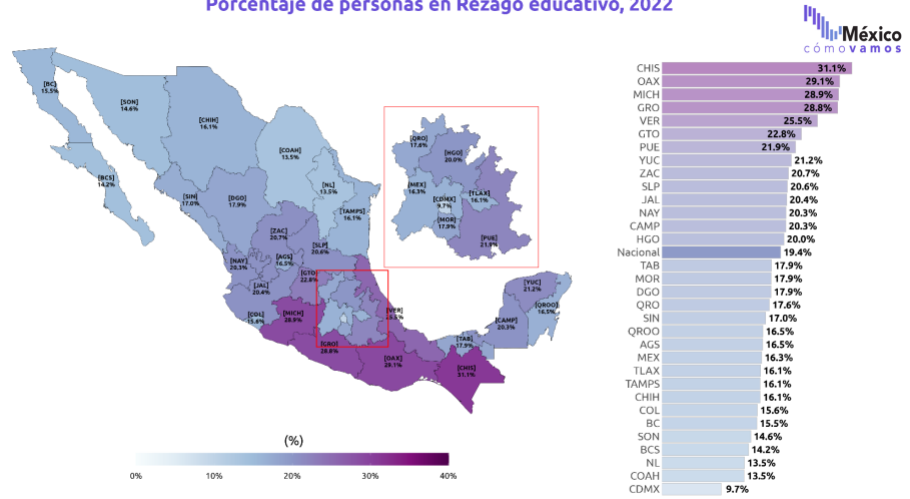 Porcentaje de personas en Rezago educativo, 2022
México
cómovamos
[BC]
15.5%
[SON]
14.6%
[CHIH]
16.1%
[COAH]
13.5%
[BCS]
14.2%
[NL]
13.5%
[SIN]
17.0%
[DGO]
17.9%
[TAMPS]
16.1%
[ZAC]
20.7%
[SLP]
20.6%
[NAY]
20.3%
[AGS]
16.5%
[GTO]
22.8%
[JAL]
20.4%
[COL]
15.6%
[MICH]
28.9%
[VER]
25.5%
[GRO]
28.8%
[OAX]
29.1%
[CHIS]
31.1%
[TAB]
17.9%
[CAMP]
20.3%
[YUC]
21.2%
[QROO]
16.5%
[QRO]
17.6%
[HGO]
20.0%
[MEX]
16.3%
[CDMX]
9.7%
[TLAX]
16.1%
[MOR]
17.9%
[PUE]
21.9%
(%)
0% 10% 20% 30% 40%
CHIS 31.1%
OAX 29.1%
MICH 28.9%
GRO 28.8%
VER 25.5%
GTO 22.8%
PUE 21.9%
YUC 21.2%
ZAC 20.7%
SLP 20.6%
JAL 20.4%
NAY 20.3%
CAMP 20.3%
HGO 20.0%
Nacional 19.4%
TAB 17.9%
MOR 17.9%
DGO 17.9%
QRO 17.6%
SIN 17.0%
QROO 16.5%
AGS 16.5%
MEX 16.3%
TLAX 16.1%
TAMPS 16.1%
CHIH 16.1%
COL 15.6%
BC 15.5%
SON 14.6%
BCS 14.2%
NL 13.5%
COAH 13.5%
CDMX 9.7%